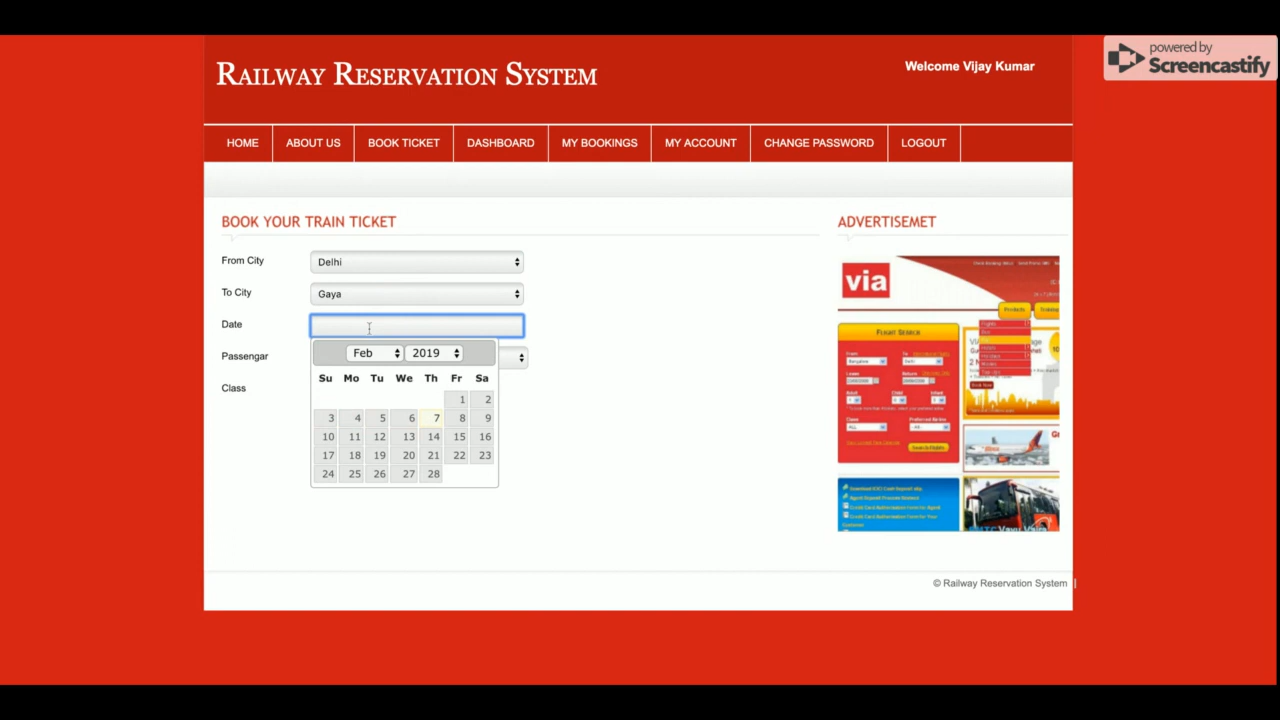 powered by
Screencastify
RAILWAY RESERVATION SYSTEM
Welcome Vijay Kumar
HOME ABOUT US BOOK TICKET DASHBOARD MY BOOKINGS MY ACCOUNT CHANGE PASSWORD LOGOUT
BOOK YOUR TRAIN TICKET
From City Delhi
To City Gaya
Date
Passengar
Class
Feb 2019
Su Mo Tu We Th Fr Sa
1 2
3 4 5 6 7 8 9
10 11 12 13 14 15 16
17 18 19 20 21 22 23
24 25 26 27 28
ADVERTISEMET
via
Products
FLIGHT SEARCH
© Railway Reservation System